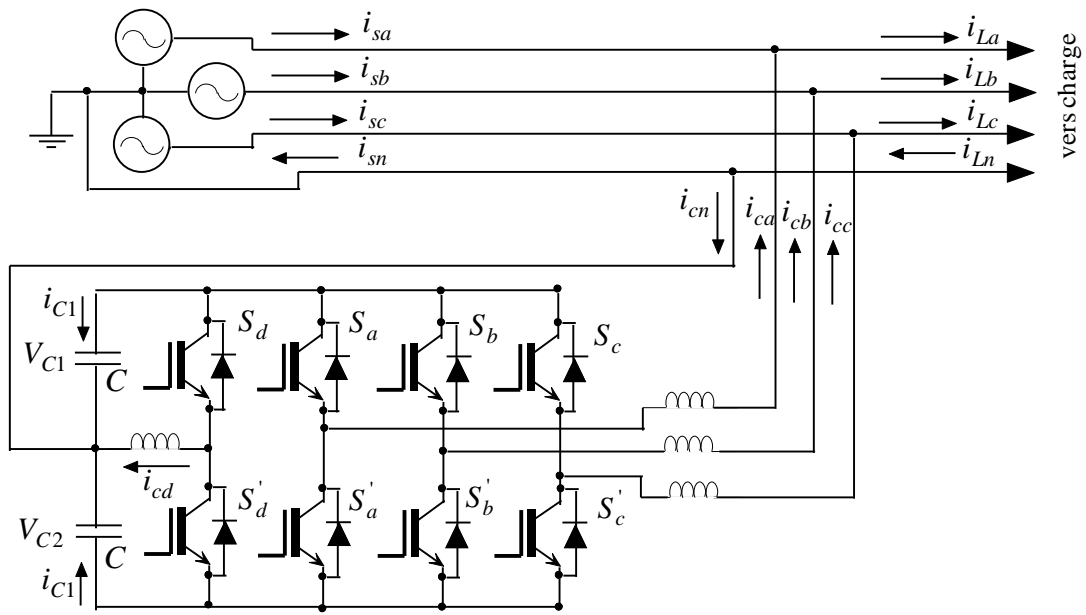 i_sa
i_La
i_sb
i_Lb
i_sc
i_Lc
i_sn
i_Ln
vers charge
i_cn
i_ca
i_cb
i_cc
i_C1
S_d
S_a
S_b
S_c
V_C1
C
i_cd
S'_d
S'_a
S'_b
S'_c
V_C2
C
i_C1